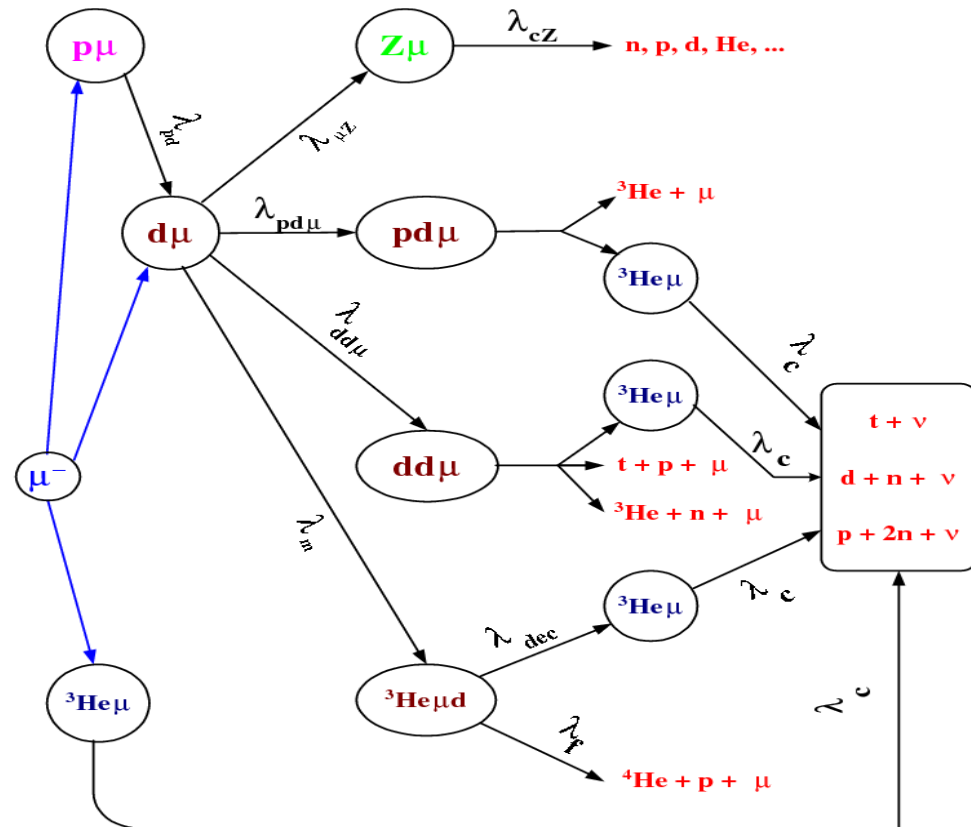 pμ
Zμ
λcZ
n, p, d, He, ...
λpd
λμZ
dμ
λpdμ
pdμ
³He + μ
³Heμ
λc
λddμ
³Heμ
ddμ
λc
t + p + μ
³He + n + μ
t + ν
d + n + ν
p + 2n + ν
μ⁻
λm
³Heμ
λc
λdec
³Heμ
³Heμd
λc
λf
⁴He + p + μ